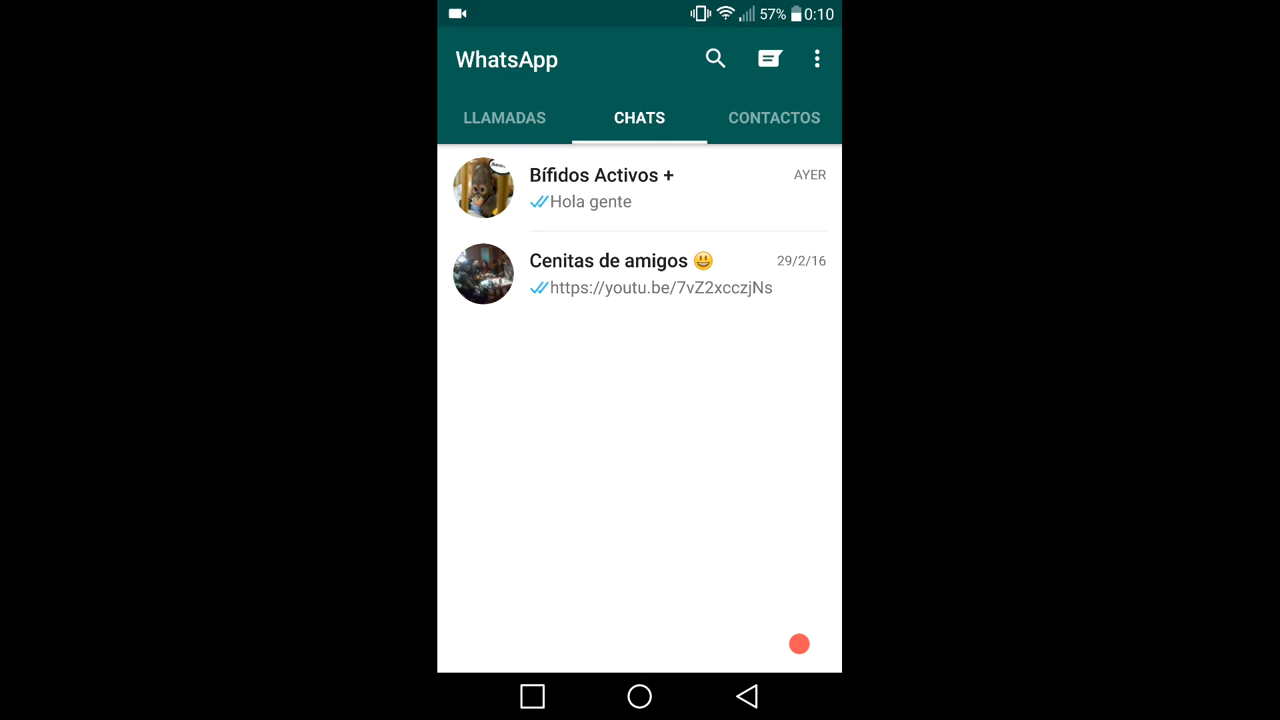 57% 0:10
WhatsApp
LLAMADAS CHATS CONTACTOS
Bífidos Activos + AYER
Hola gente
Cenitas de amigos 😃 29/2/16
https://youtu.be/7vZ2xcczjNs